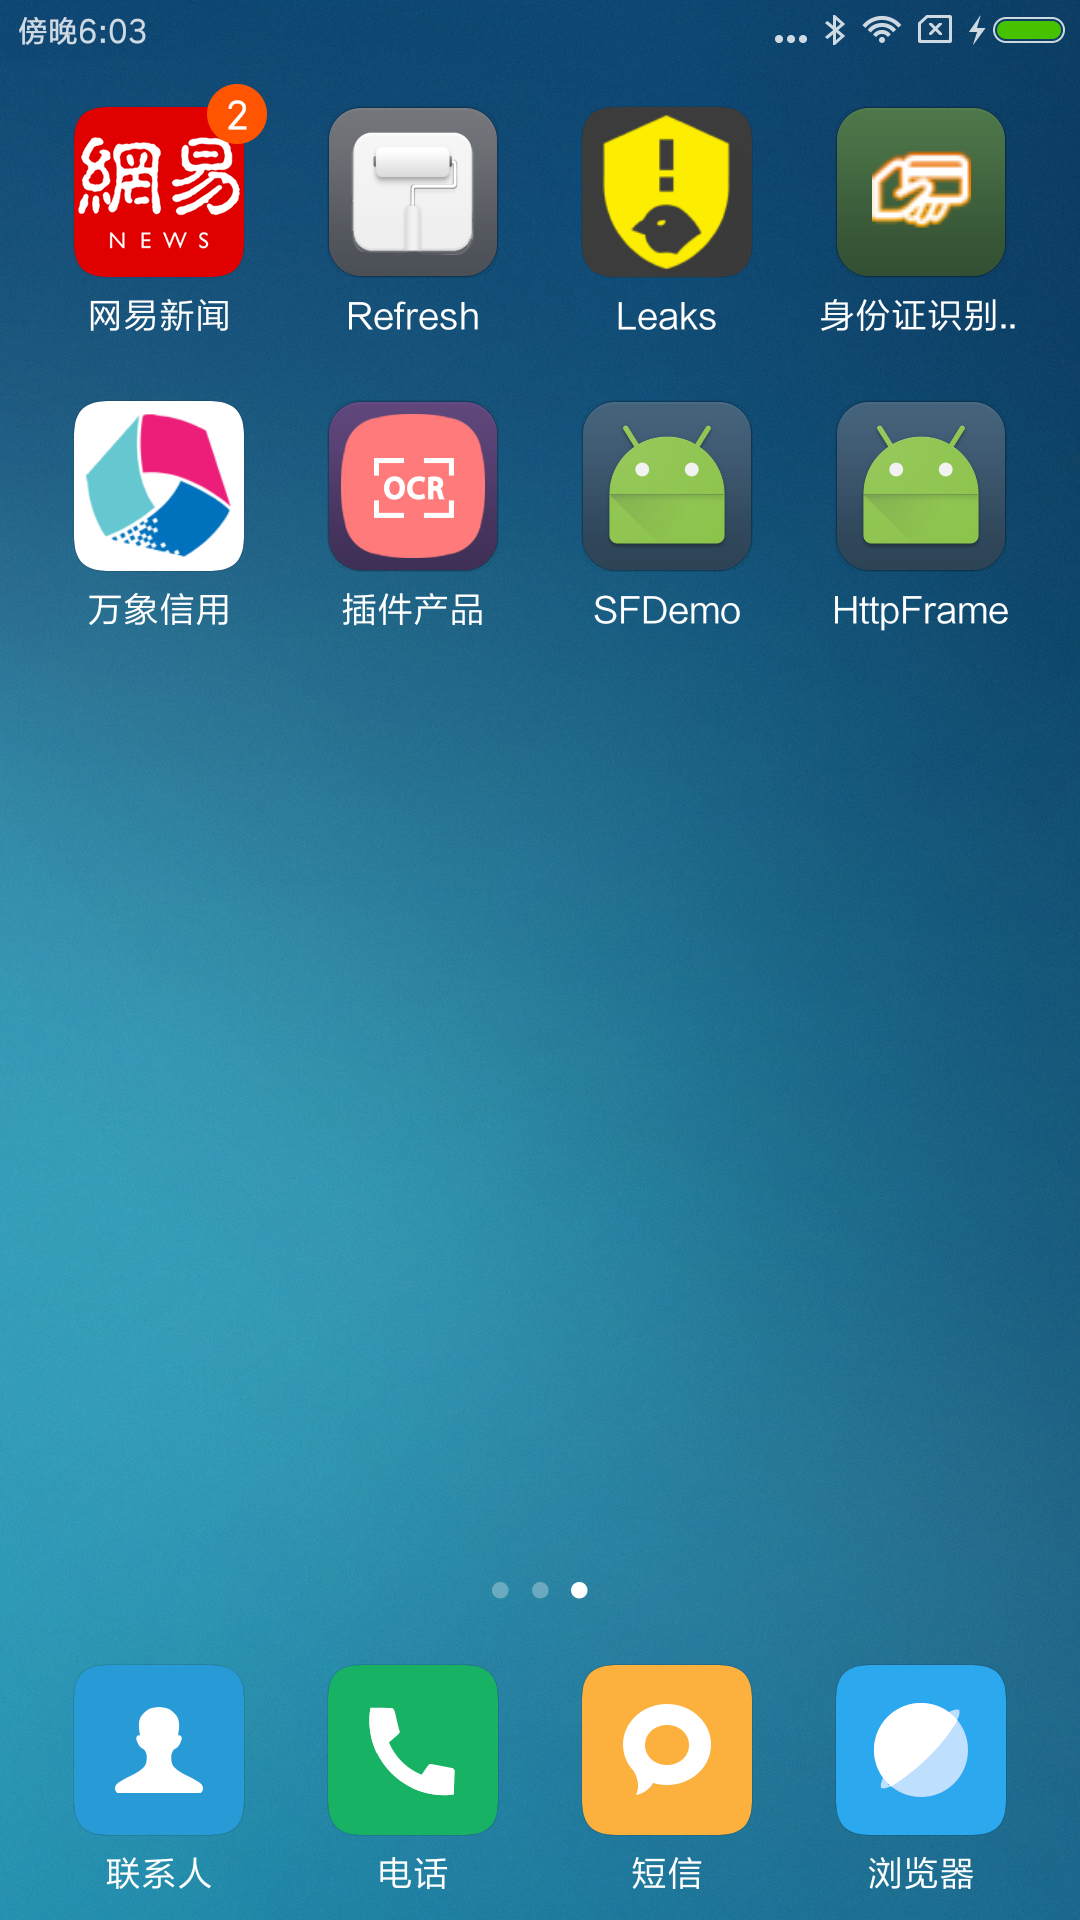 傍晚6:03
2
網易
NEWS
网易新闻
Refresh
Leaks
身份证识别..
OCR
万象信用
插件产品
SFDemo
HttpFrame
联系人
电话
短信
浏览器